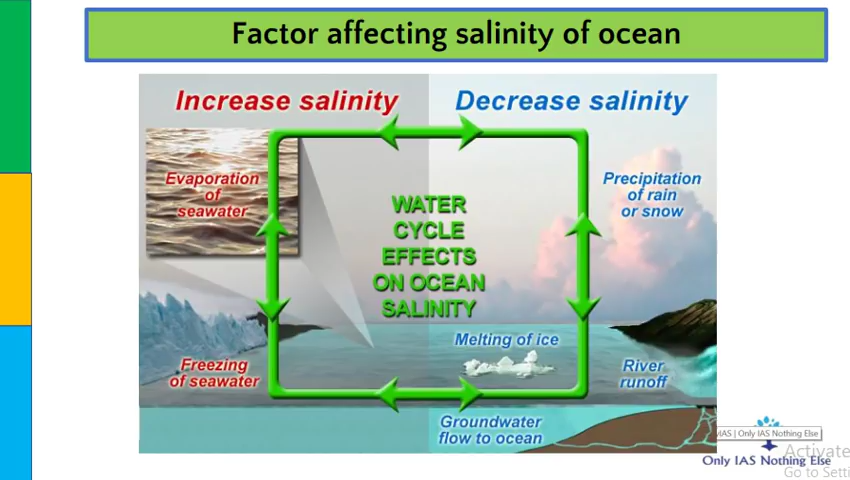 Factor affecting salinity of ocean
Increase salinity
Decrease salinity
Evaporation
of
seawater
Precipitation
of rain
or snow
WATER
CYCLE
EFFECTS
ON OCEAN
SALINITY
Melting of ice
Freezing
of seawater
River
runoff
Groundwater
flow to ocean
IAS | Only IAS Nothing Else
Only IAS Nothing Else
Activate
Go to Setti